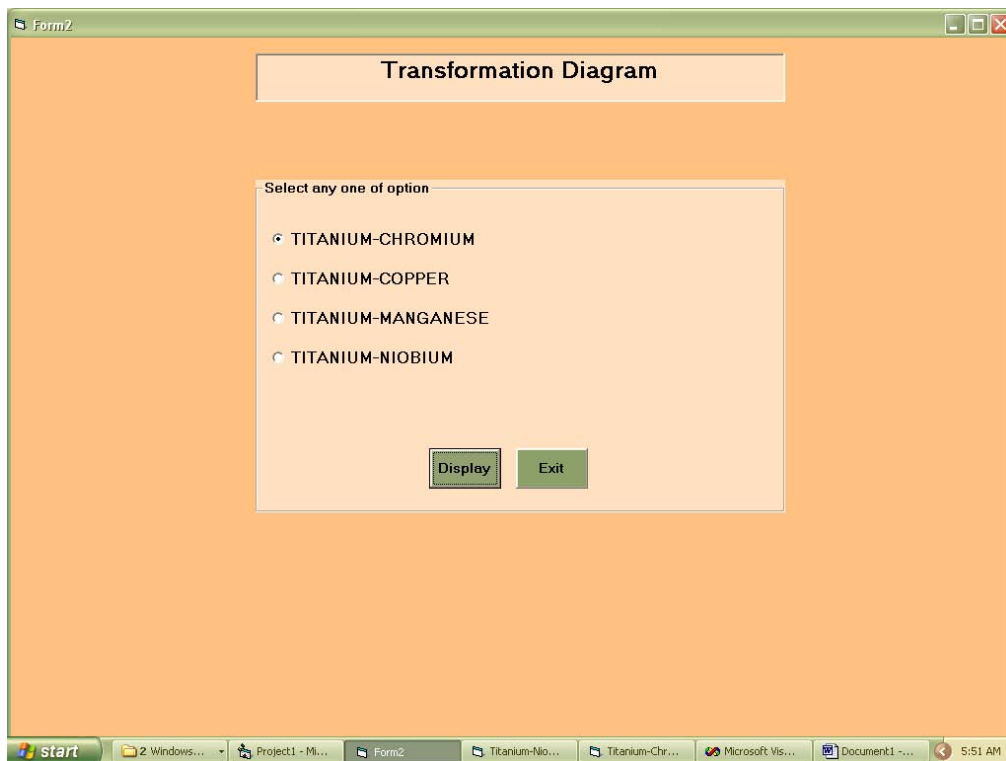 Form2
Transformation Diagram
Select any one of option
TITANIUM-CHROMIUM
TITANIUM-COPPER
TITANIUM-MANGANESE
TITANIUM-NIOBIUM
Display Exit
start 2 Windows... Project1 - Mi... Form2 Titanium-Nio... Titanium-Chr... Microsoft Vis... Document1 -... 5:51 AM